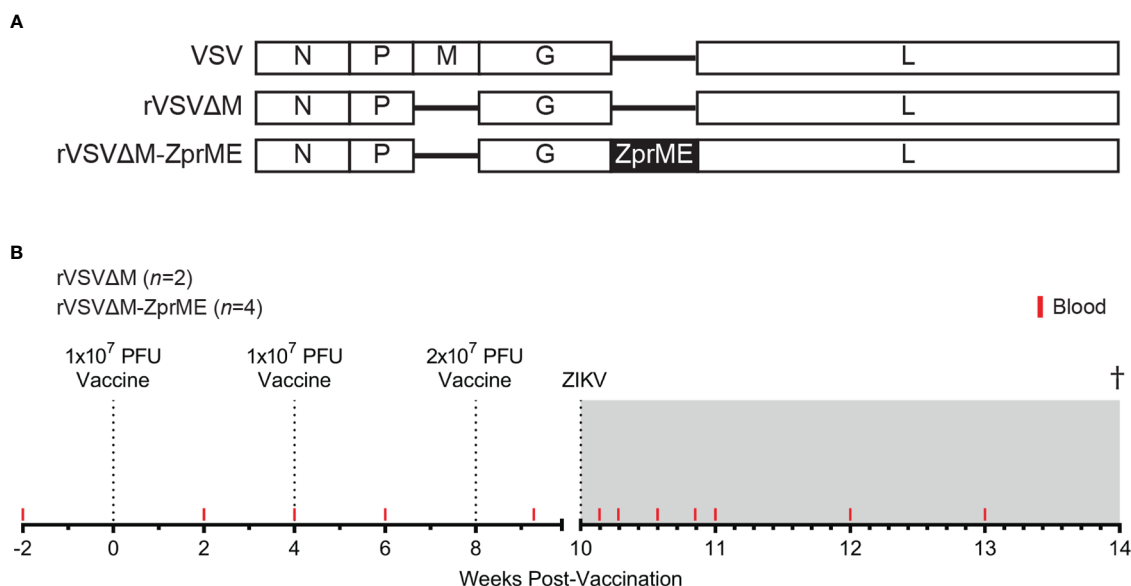 A
VSV N P M G L
rVSVΔM N P G L
rVSVΔM-ZprME N P G ZprME L
B
rVSVΔM (n=2)
rVSVΔM-ZprME (n=4)
Blood
1x10⁷ PFU
Vaccine
1x10⁷ PFU
Vaccine
2x10⁷ PFU
Vaccine
ZIKV
†
-2 0 2 4 6 8 10 11 12 13 14
Weeks Post-Vaccination